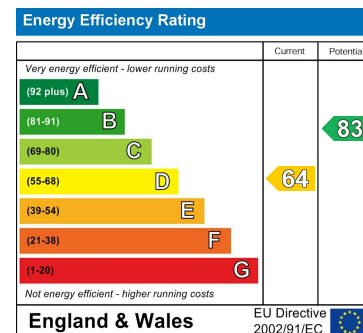 Energy Efficiency Rating
Current Potential
Very energy efficient - lower running costs
(92 plus) A
(81-91) B
83
(69-80) C
(55-68) D
64
(39-54) E
(21-38) F
(1-20) G
Not energy efficient - higher running costs
England & Wales
EU Directive
2002/91/EC